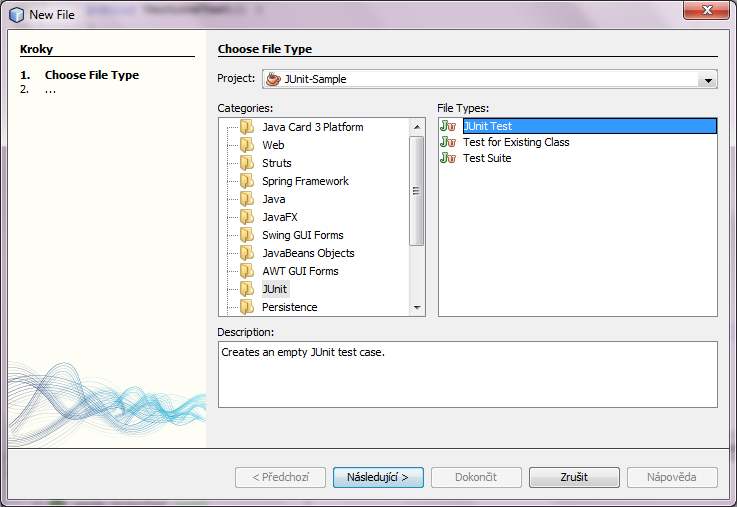 New File
Kroky
1. Choose File Type
2. ...
Choose File Type
Project: JUnit-Sample
Categories:
Java Card 3 Platform
Web
Struts
Spring Framework
Java
JavaFX
Swing GUI Forms
JavaBeans Objects
AWT GUI Forms
JUnit
Persistence
File Types:
JUnit Test
Test for Existing Class
Test Suite
Description:
Creates an empty JUnit test case.
< Předchozí
Následující >
Dokončit
Zrušit
Nápověda